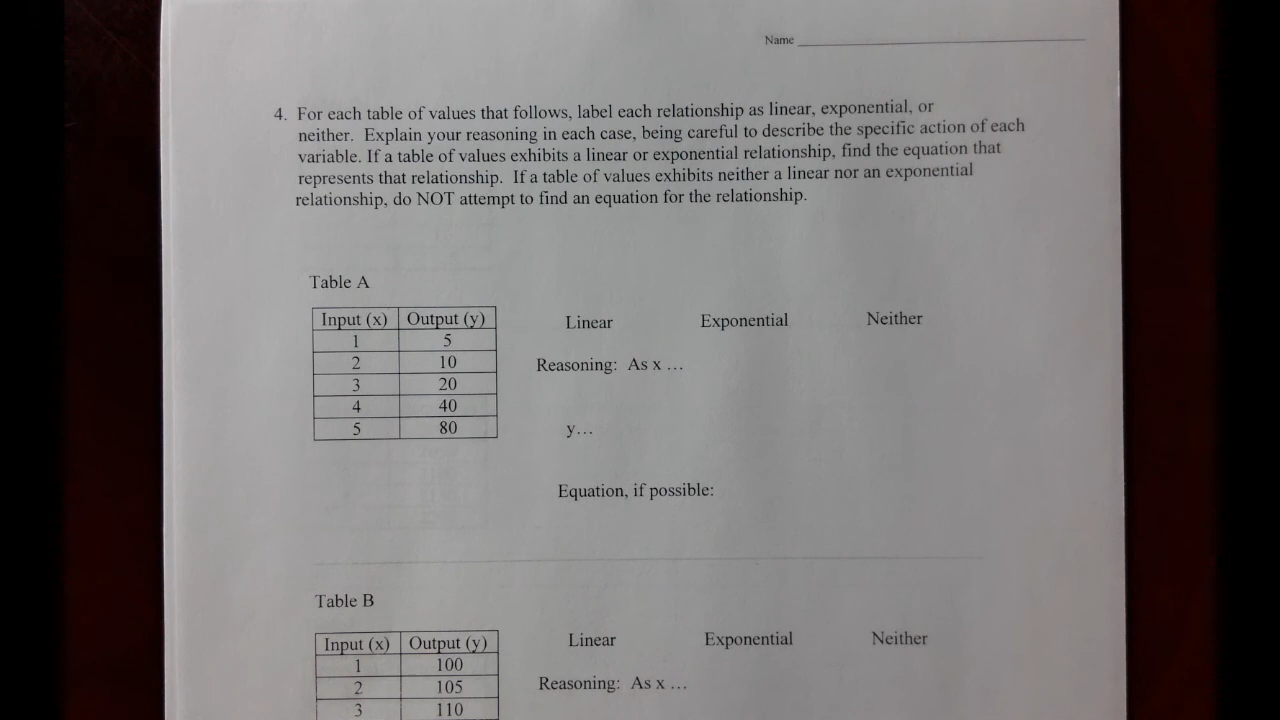 Name
4. For each table of values that follows, label each relationship as linear, exponential, or
neither. Explain your reasoning in each case, being careful to describe the specific action of each
variable. If a table of values exhibits a linear or exponential relationship, find the equation that
represents that relationship. If a table of values exhibits neither a linear nor an exponential
relationship, do NOT attempt to find an equation for the relationship.
Table A
Input (x) Output (y) Linear Exponential Neither
1 5
2 10 Reasoning: As x ...
3 20
4 40
5 80 y...
Equation, if possible:
Table B
Input (x) Output (y) Linear Exponential Neither
1 100
2 105 Reasoning: As x ...
3 110